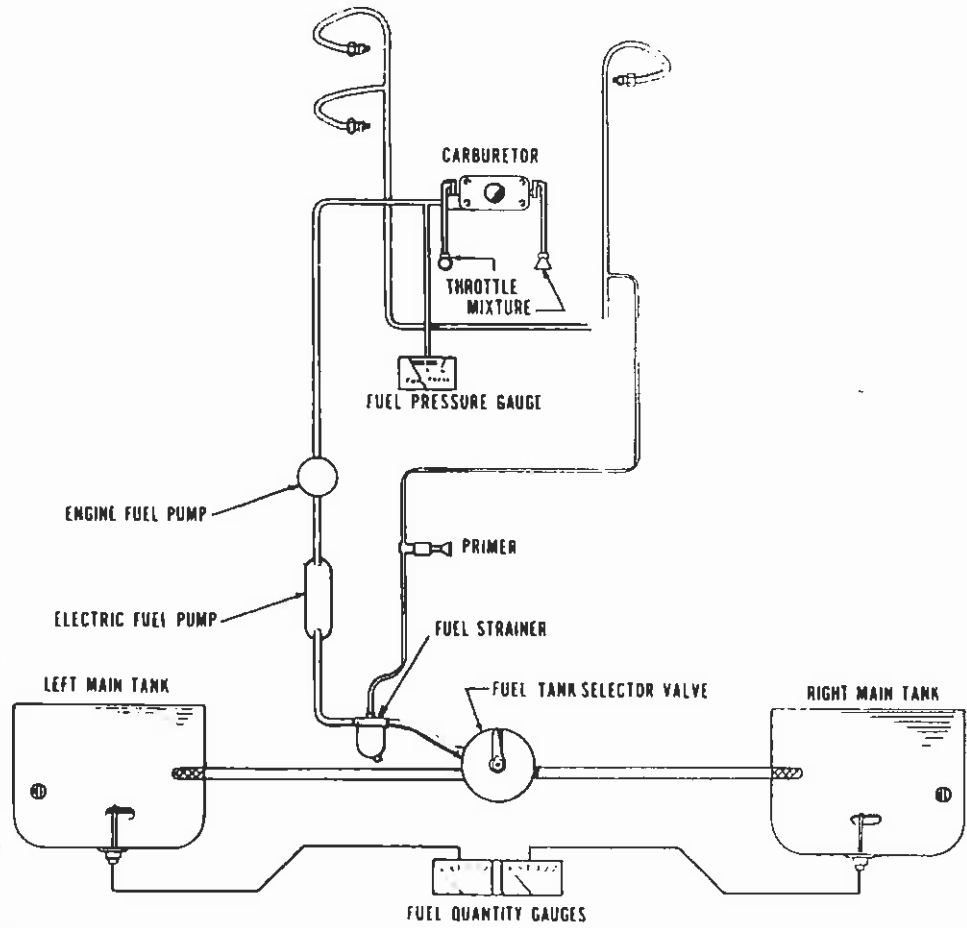 CARBURETOR
THROTTLE
MIXTURE
FUEL PRESSURE GAUGE
ENGINE FUEL PUMP
PRIMER
ELECTRIC FUEL PUMP
FUEL STRAINER
LEFT MAIN TANK
FUEL TANK SELECTOR VALVE
RIGHT MAIN TANK
FUEL QUANTITY GAUGES